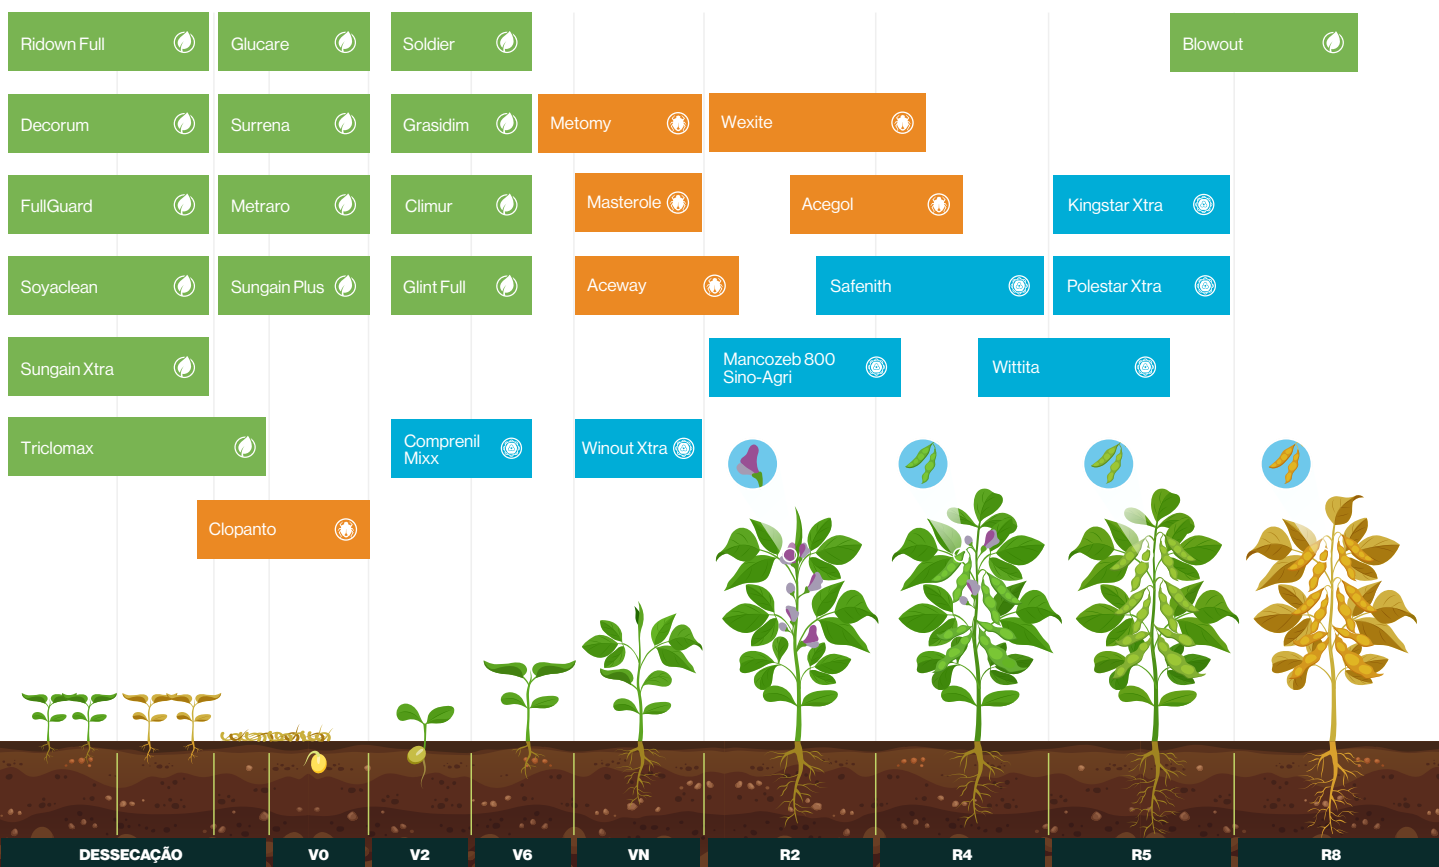 Ridown Full
Glucare
Soldier
Blowout
Decorum
Surrena
Grasidim
Metomy
Wexite
FullGuard
Metraro
Climur
Masterole
Acegol
Kingstar Xtra
Soyaclean
Sungain Plus
Glint Full
Aceway
Safenith
Polestar Xtra
Sungain Xtra
Mancozeb 800
Sino-Agri
Wittita
Triclomax
Comprenil
Mixx
Winout Xtra
Clopanto
DESSECAÇÃO
V0
V2
V6
VN
R2
R4
R5
R8